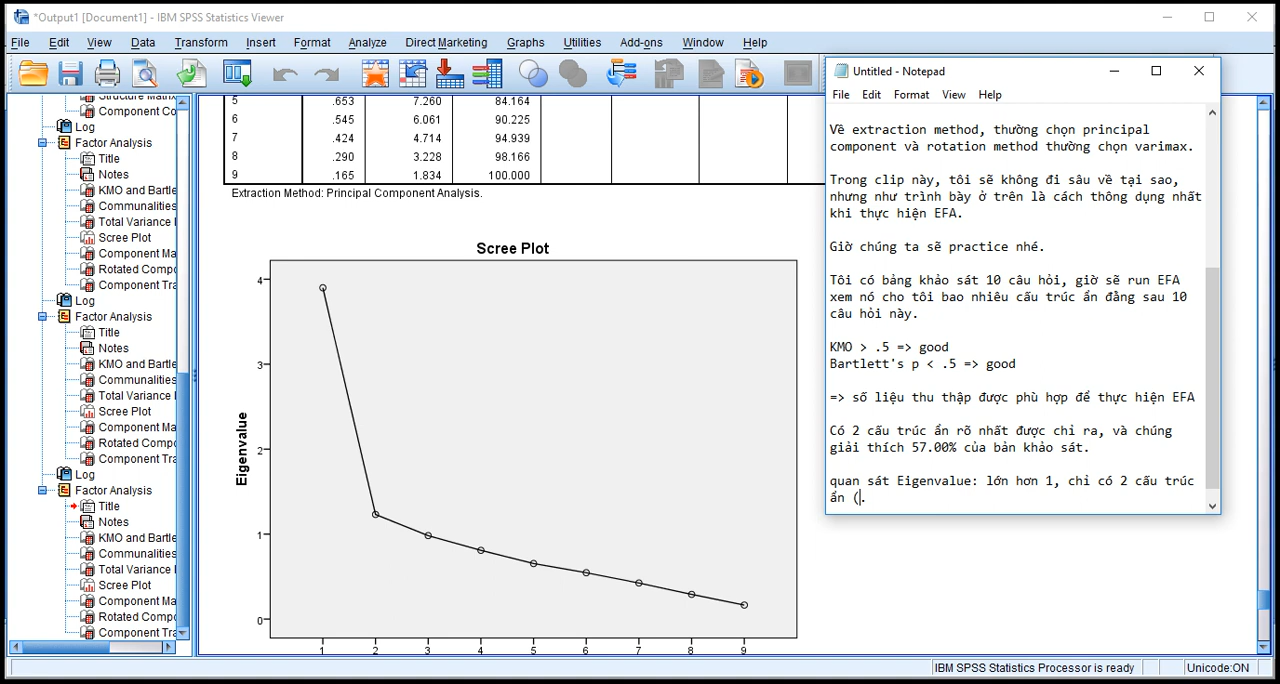 *Output1 [Document1] - IBM SPSS Statistics Viewer
File Edit View Data Transform Insert Format Analyze Direct Marketing Graphs Utilities Add-ons Window Help
Structure Matri
Component Co
Log
Factor Analysis
Title
Notes
KMO and Bartle
Communalities
Total Variance
Scree Plot
Component Ma
Rotated Compo
Component Tra
Log
Factor Analysis
Title
Notes
KMO and Bartle
Communalities
Total Variance
Scree Plot
Component Ma
Rotated Compo
Component Tra
Log
Factor Analysis
Title
Notes
KMO and Bartle
Communalities
Total Variance
Scree Plot
Component Ma
Rotated Compo
Component Tra
5 .653 7.260 84.164
6 .545 6.061 90.225
7 .424 4.714 94.939
8 .290 3.228 98.166
9 .165 1.834 100.000
Extraction Method: Principal Component Analysis.
Scree Plot
Eigenvalue
4
3
2
1
0
1 2 3 4 5 6 7 8 9
Untitled - Notepad
File Edit Format View Help
Về extraction method, thường chọn principal
component và rotation method thường chọn varimax.
Trong clip này, tôi sẽ không đi sâu về tại sao,
nhưng như trình bày ở trên là cách thông dụng nhất
khi thực hiện EFA.
Giờ chúng ta sẽ practice nhé.
Tôi có bảng khảo sát 10 câu hỏi, giờ sẽ run EFA
xem nó cho tôi bao nhiêu cấu trúc ẩn đằng sau 10
câu hỏi này.
KMO > .5 => good
Bartlett's p < .5 => good
=> số liệu thu thập được phù hợp để thực hiện EFA
Có 2 cấu trúc ẩn rõ nhất được chỉ ra, và chúng
giải thích 57.00% của bản khảo sát.
quan sát Eigenvalue: lớn hơn 1, chỉ có 2 cấu trúc
ẩn (.
IBM SPSS Statistics Processor is ready
Unicode:ON